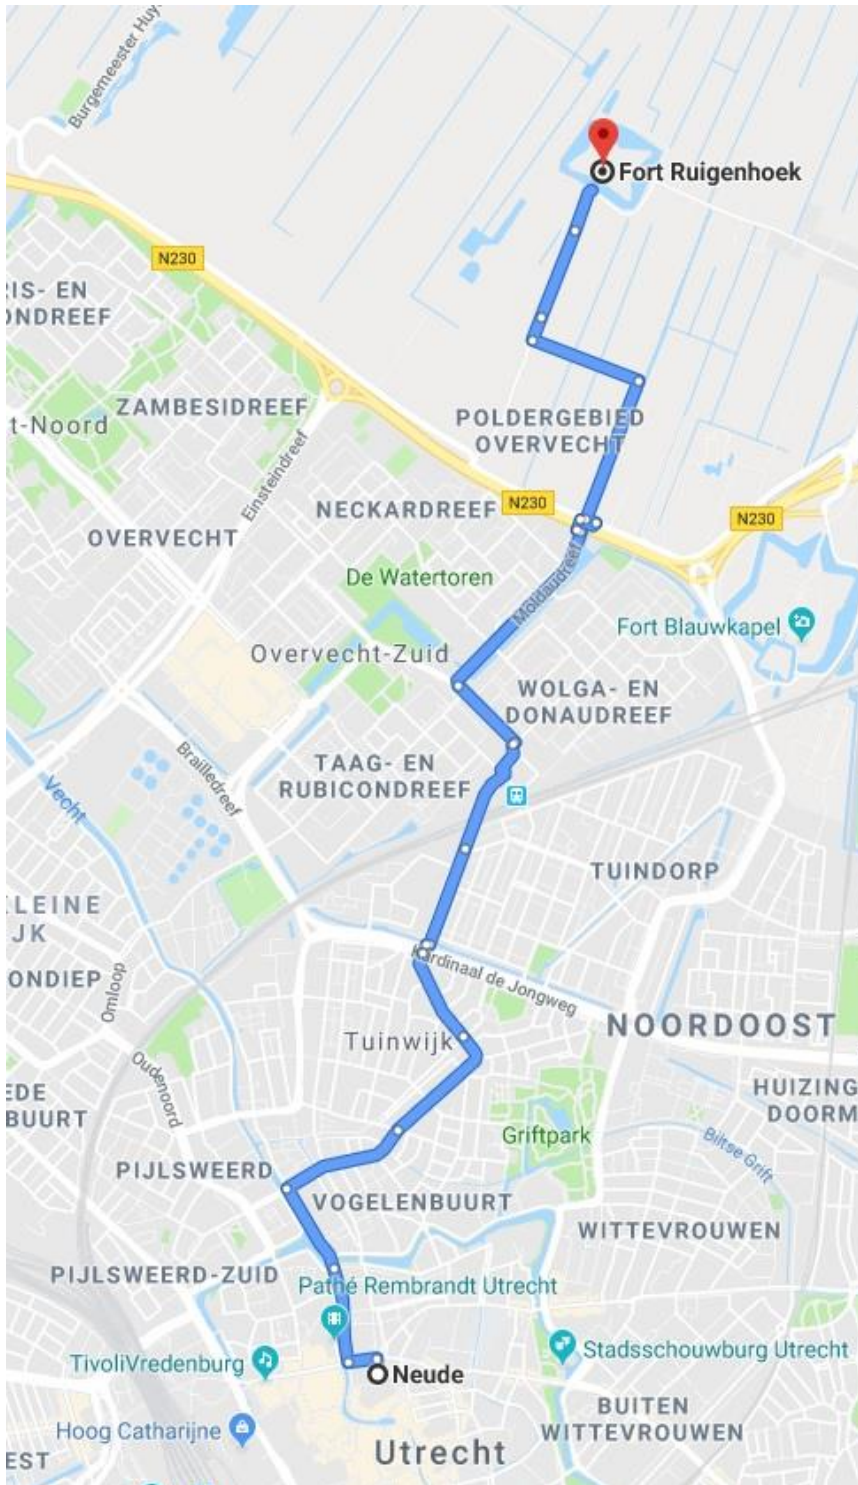 Burgemeester Huy
Fort Ruigenhoek
N230
IS- EN
ONDREEF
ZAMBESIDREEF
t-Noord
POLDERGEBIED
OVERVECHT
Einsteindreef
NECKARDREEF
N230
N230
OVERVECHT
De Watertoren
Moldaudreef
Fort Blauwkapel
Overvecht-Zuid
WOLGA- EN
DONAUDREEF
TAAG- EN
RUBICONDREEF
Brailledreef
Vecht
TUINDORP
LEINE
JK
ONDIEP
Omloop
Kardinaal de Jongweg
NOORDOOST
Tuinwijk
Oudenoord
EDE
BUURT
HUIZING
DOORM
Griftpark
Biltse Grift
PIJLSWEERD
VOGELENBUURT
WITTEVROUWEN
PIJLSWEERD-ZUID
Pathé Rembrandt Utrecht
TivoliVredenburg
Stadsschouwburg Utrecht
Neude
BUITEN
WITTEVROUWEN
Hoog Catharijne
EST
Utrecht